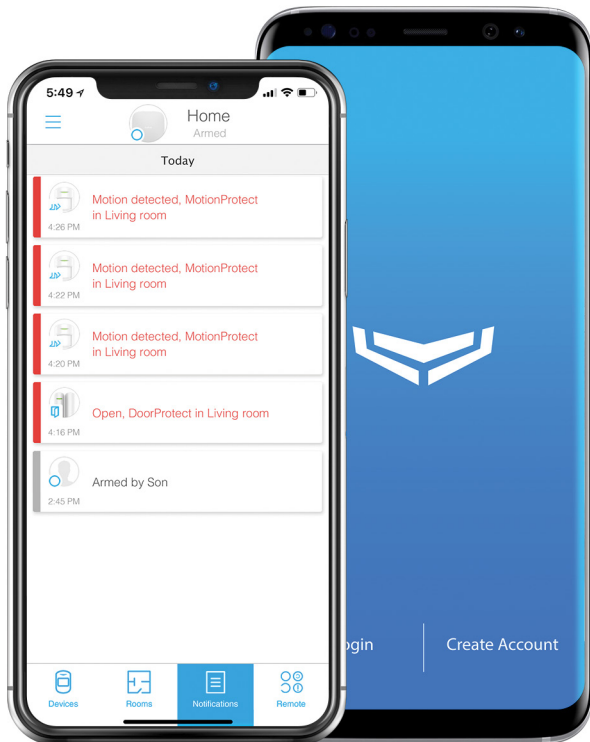 5:49
Home
Armed
Today
Motion detected, MotionProtect
in Living room
4:26 PM
Motion detected, MotionProtect
in Living room
4:22 PM
Motion detected, MotionProtect
in Living room
4:20 PM
Open, DoorProtect in Living room
4:16 PM
Armed by Son
2:45 PM
Devices
Rooms
Notifications
Remote
gin
Create Account